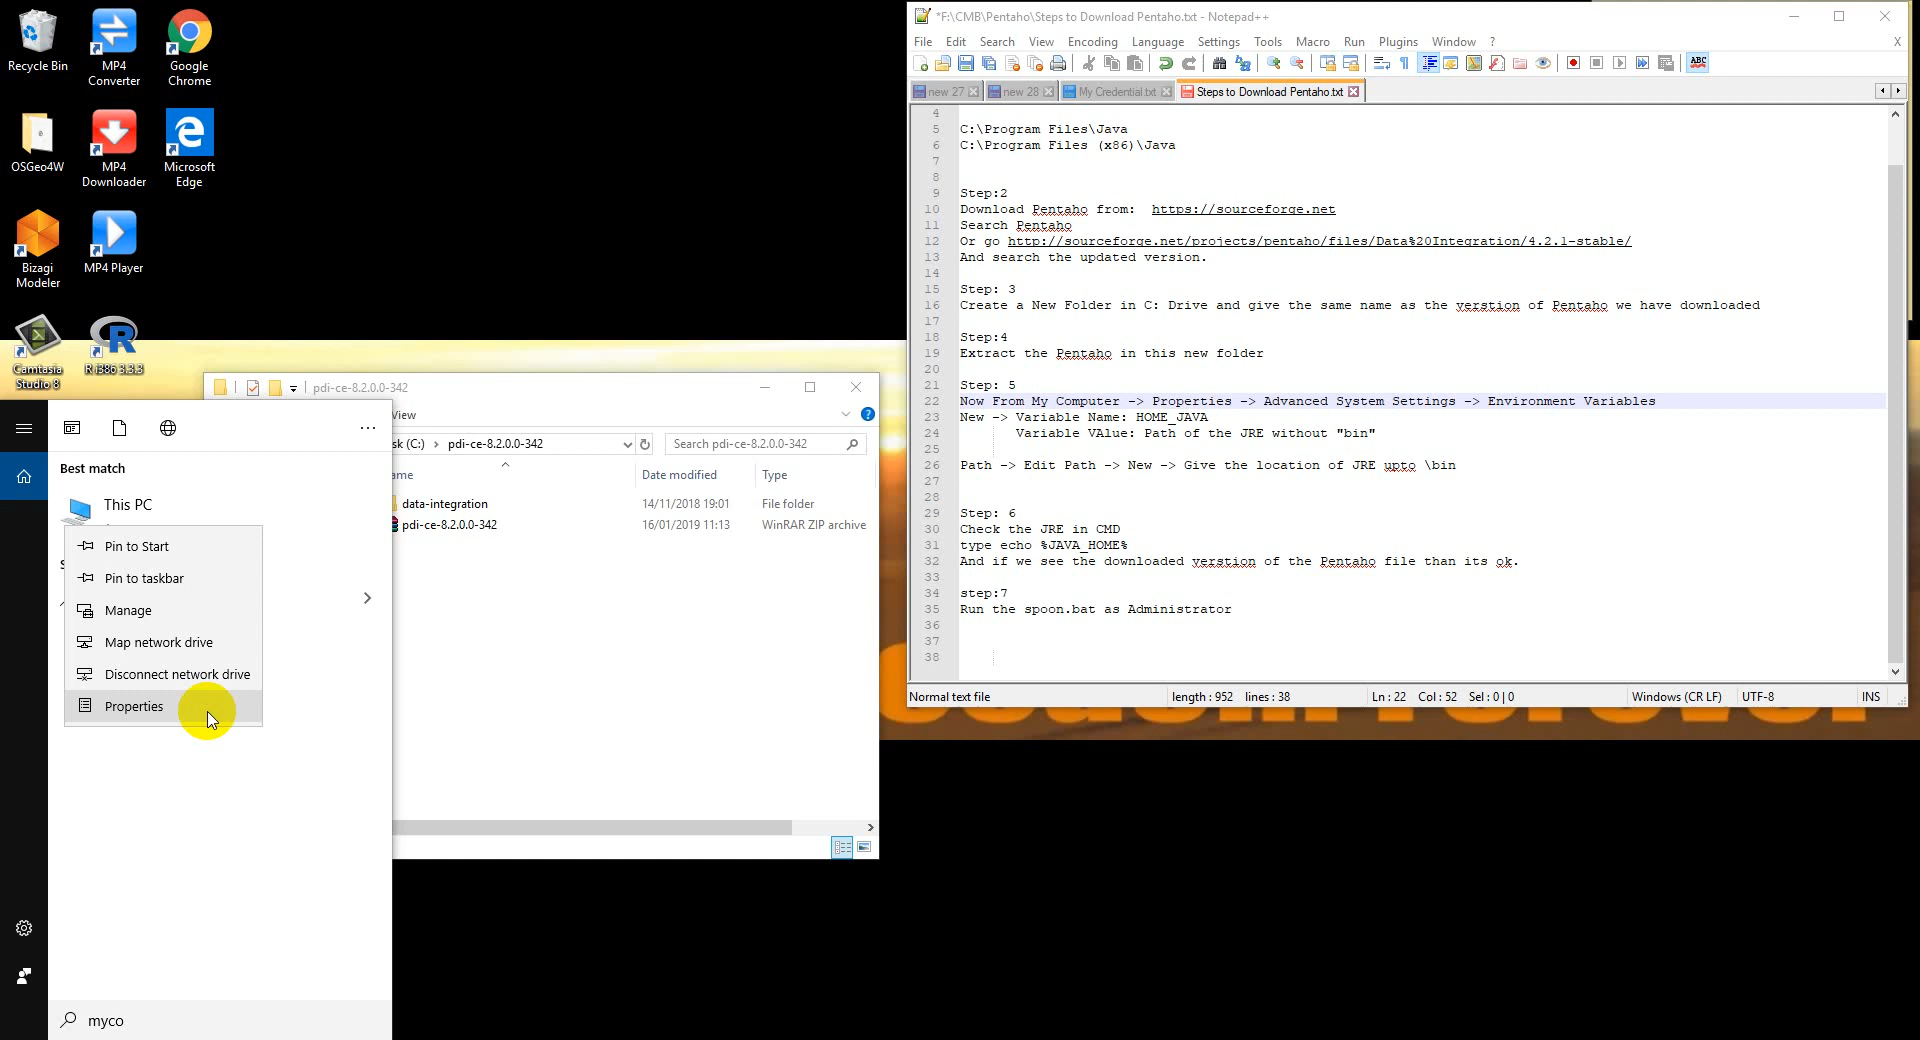 Recycle Bin
MP4 Converter
Google Chrome
OSGeo4W
MP4 Downloader
Microsoft Edge
Bizagi Modeler
MP4 Player
Camtasia Studio 8
R i386 3.3.3
*F:\CMB\Pentaho\Steps to Download Pentaho.txt - Notepad++
File Edit Search View Encoding Language Settings Tools Macro Run Plugins Window ? X
ABC
new 27 new 28 My Credential.txt Steps to Download Pentaho.txt
4
5 C:\Program Files\Java
6 C:\Program Files (x86)\Java
7
8
9 Step:2
10 Download Pentaho from: https://sourceforge.net
11 Search Pentaho
12 Or go http://sourceforge.net/projects/pentaho/files/Data%20Integration/4.2.1-stable/
13 And search the updated version.
14
15 Step: 3
16 Create a New Folder in C: Drive and give the same name as the verstion of Pentaho we have downloaded
17
18 Step:4
19 Extract the Pentaho in this new folder
20
21 Step: 5
22 Now From My Computer -> Properties -> Advanced System Settings -> Environment Variables
23 New -> Variable Name: HOME_JAVA
24 Variable VAlue: Path of the JRE without "bin"
25
26 Path -> Edit Path -> New -> Give the location of JRE upto \bin
27
28
29 Step: 6
30 Check the JRE in CMD
31 type echo %JAVA_HOME%
32 And if we see the downloaded verstion of the Pentaho file than its ok.
33
34 step:7
35 Run the spoon.bat as Administrator
36
37
38
Normal text file length : 952 lines : 38 Ln : 22 Col : 52 Sel : 0 | 0 Windows (CR LF) UTF-8 INS
pdi-ce-8.2.0.0-342
View
sk (C:) pdi-ce-8.2.0.0-342 Search pdi-ce-8.2.0.0-342
ame Date modified Type
data-integration 14/11/2018 19:01 File folder
pdi-ce-8.2.0.0-342 16/01/2019 11:13 WinRAR ZIP archive
Best match
This PC
Pin to Start
Pin to taskbar
Manage
Map network drive
Disconnect network drive
Properties
myco